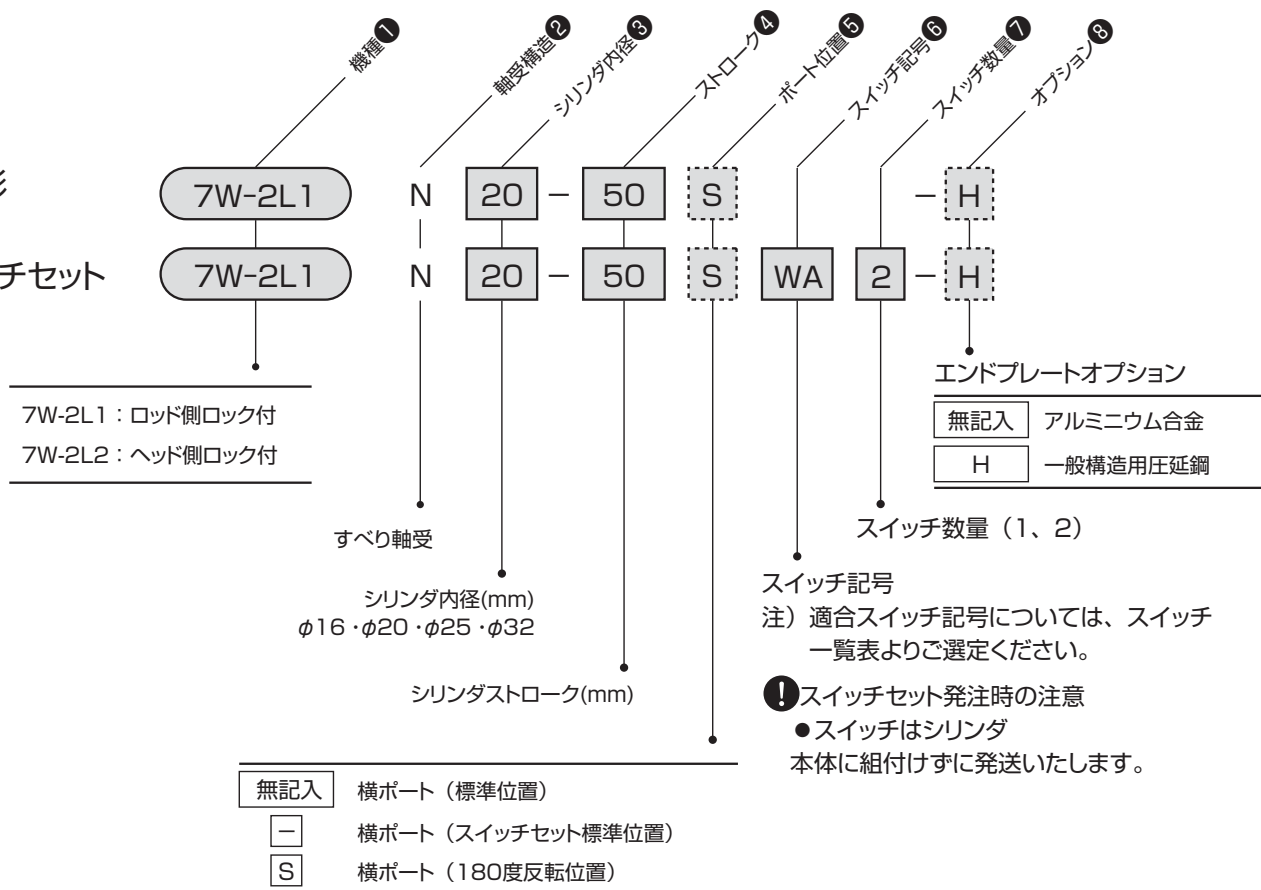 機種❶
軸受構造❷
シリンダ内径❸
ストローク❹
ポート位置❺
スイッチ記号❻
スイッチ数量❼
オプション❽
7W-2L1 N 20 − 50 S − H
チセット 7W-2L1 N 20 − 50 S WA 2 − H
7W-2L1：ロッド側ロック付
7W-2L2：ヘッド側ロック付
すべり軸受
シリンダ内径(mm)
φ16・φ20・φ25・φ32
シリンダストローク(mm)
無記入 横ポート（標準位置）
− 横ポート（スイッチセット標準位置）
S 横ポート（180度反転位置）
エンドプレートオプション
無記入 アルミニウム合金
H 一般構造用圧延鋼
スイッチ数量（1、2）
スイッチ記号
注）適合スイッチ記号については、スイッチ
一覧表よりご選定ください。
スイッチセット発注時の注意
●スイッチはシリンダ
本体に組付けずに発送いたします。